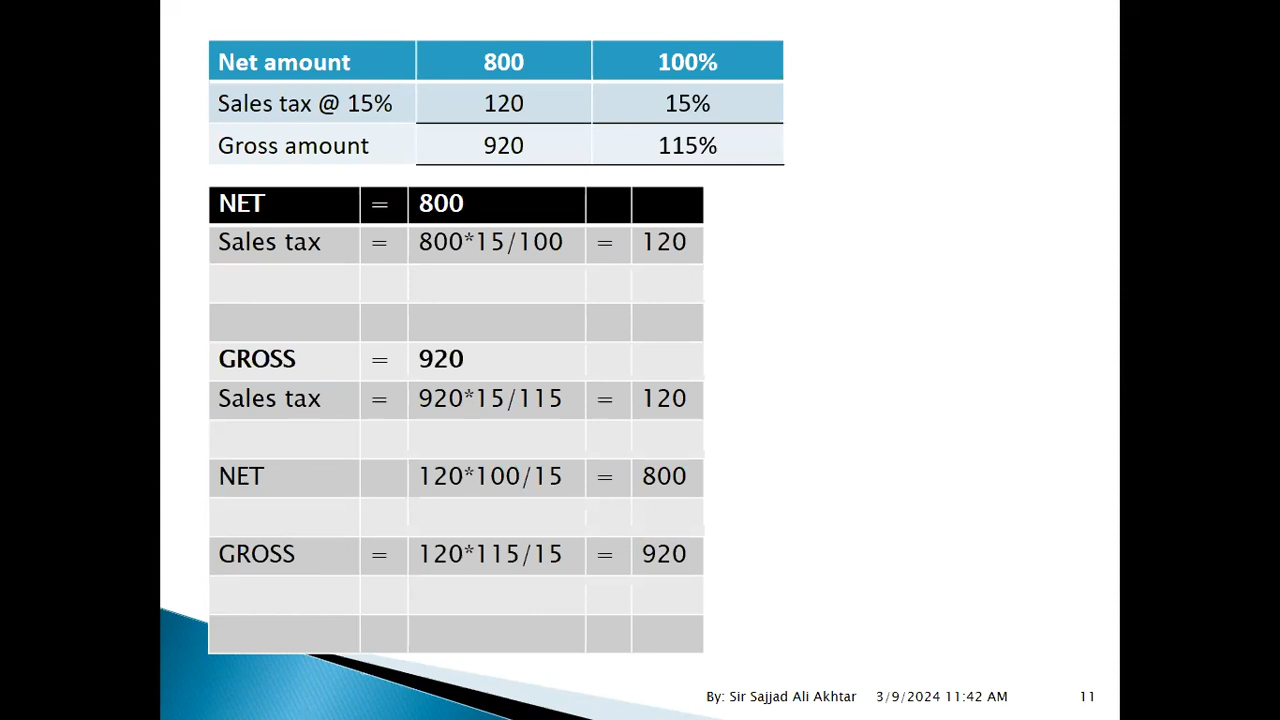 Net amount 800 100%
Sales tax @ 15% 120 15%
Gross amount 920 115%
NET = 800
Sales tax = 800*15/100 = 120
GROSS = 920
Sales tax = 920*15/115 = 120
NET 120*100/15 = 800
GROSS = 120*115/15 = 920
By: Sir Sajjad Ali Akhtar 3/9/2024 11:42 AM 11